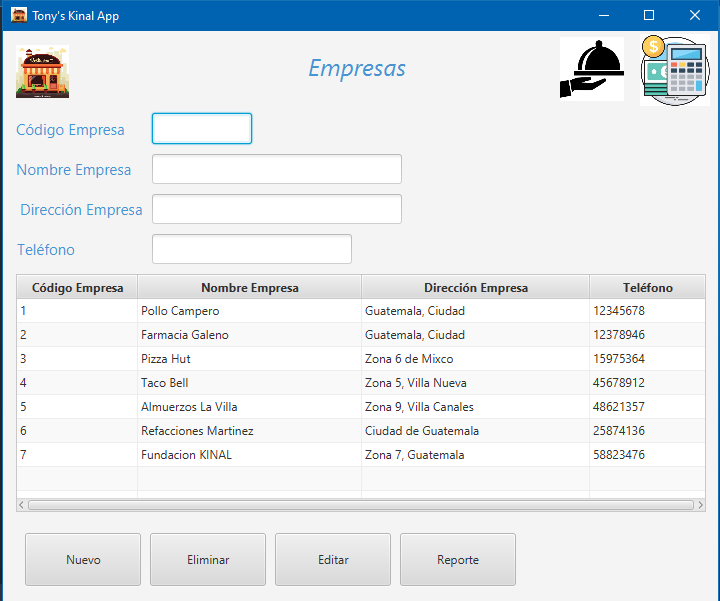 Tony's Kinal App
Empresas
$
Código Empresa
Nombre Empresa
Dirección Empresa
Teléfono
Código Empresa Nombre Empresa Dirección Empresa Teléfono
1 Pollo Campero Guatemala, Ciudad 12345678
2 Farmacia Galeno Guatemala, Ciudad 12378946
3 Pizza Hut Zona 6 de Mixco 15975364
4 Taco Bell Zona 5, Villa Nueva 45678912
5 Almuerzos La Villa Zona 9, Villa Canales 48621357
6 Refacciones Martinez Ciudad de Guatemala 25874136
7 Fundacion KINAL Zona 7, Guatemala 58823476
Nuevo Eliminar Editar Reporte